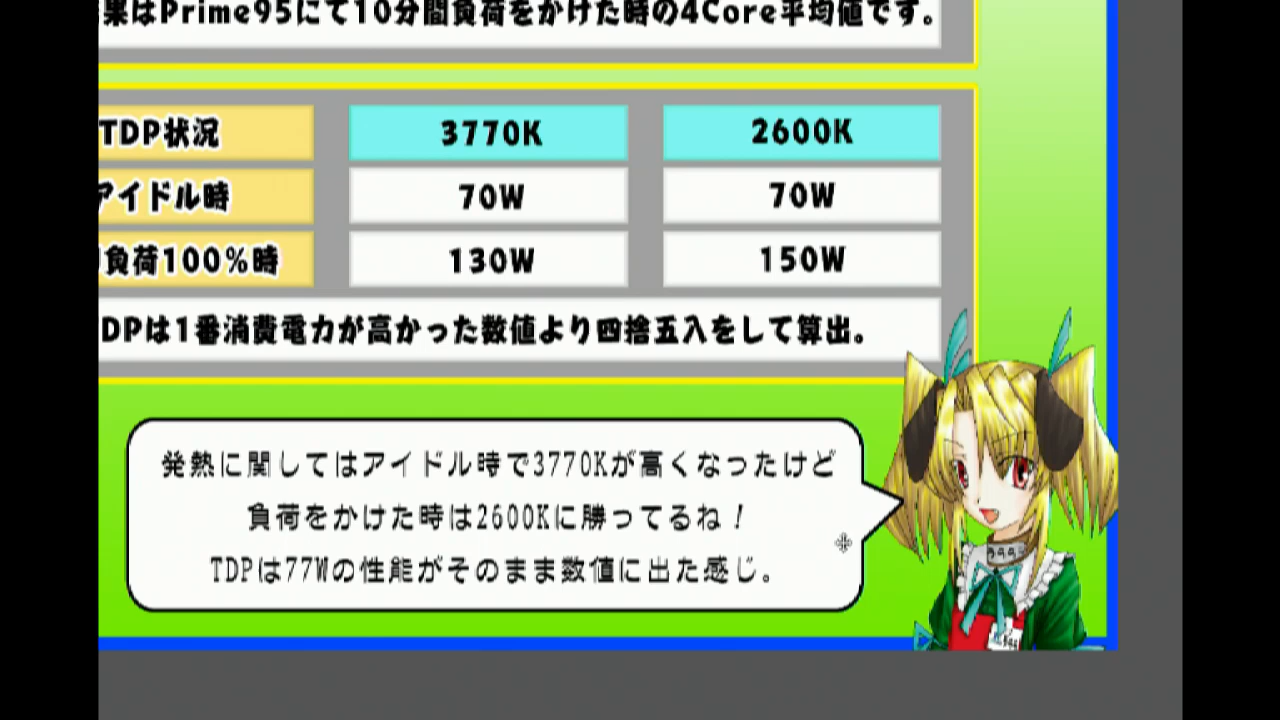 果はPrime95にて10分間負荷をかけた時の4Core平均値です。
TDP状況 3770K 2600K
アイドル時 70W 70W
負荷100%時 130W 150W
DPは1番消費電力が高かった数値より四捨五入をして算出。
発熱に関してはアイドル時で3770Kが高くなったけど
負荷をかけた時は2600Kに勝ってるね！
TDPは77Wの性能がそのまま数値に出た感じ。